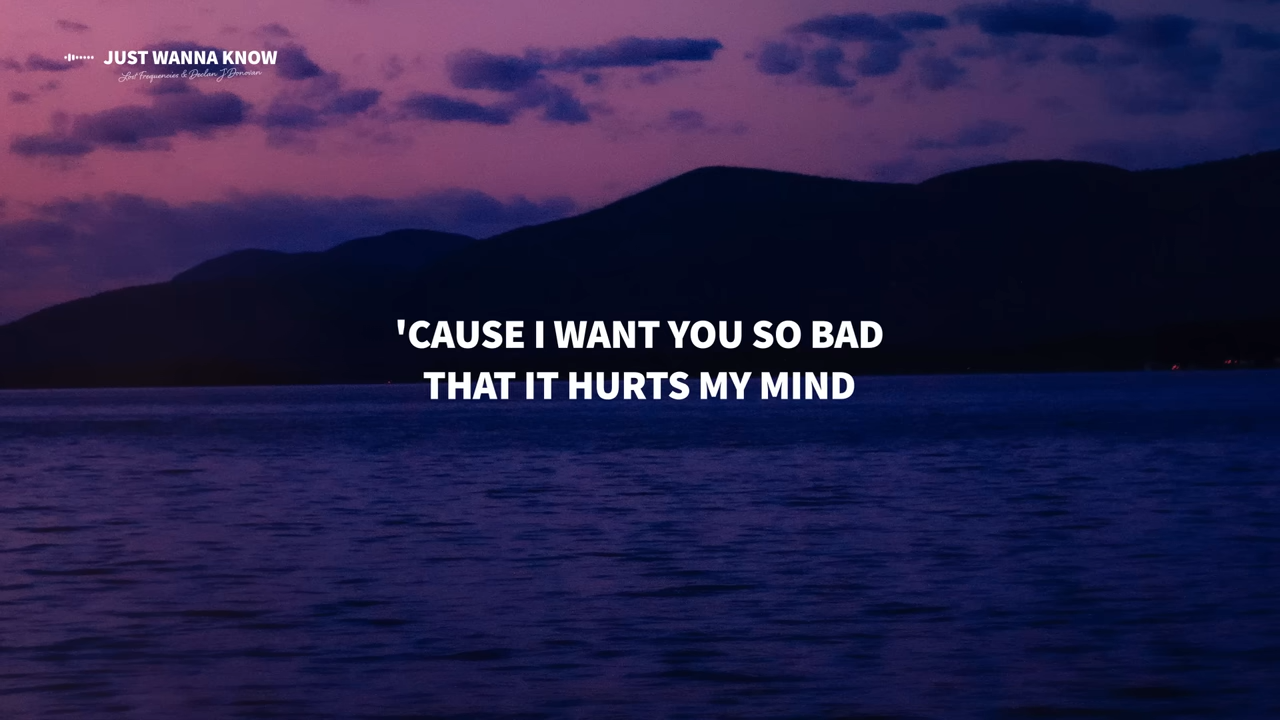 JUST WANNA KNOW
Lost Frequencies & Declan J Donovan
'CAUSE I WANT YOU SO BAD
THAT IT HURTS MY MIND